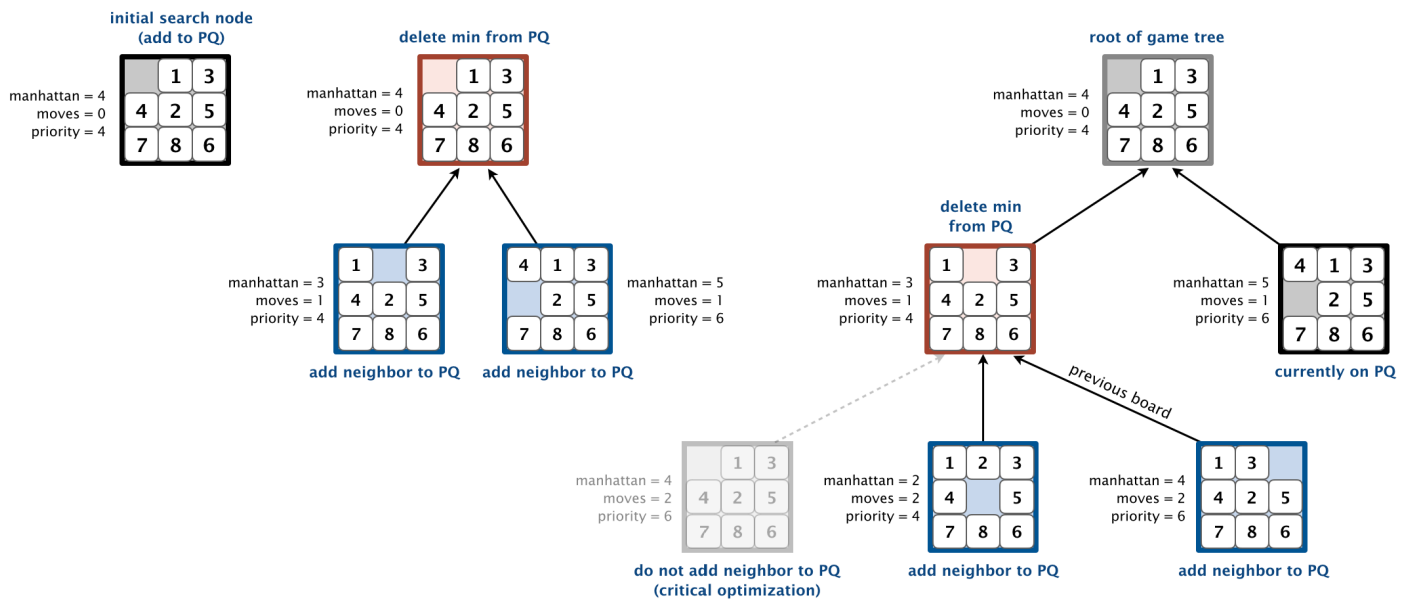 initial search node
(add to PQ)
manhattan = 4
moves = 0
priority = 4
1 3
4 2 5
7 8 6
delete min from PQ
manhattan = 4
moves = 0
priority = 4
1 3
4 2 5
7 8 6
manhattan = 3
moves = 1
priority = 4
1 3
4 2 5
7 8 6
add neighbor to PQ
4 1 3
2 5
7 8 6
manhattan = 5
moves = 1
priority = 6
add neighbor to PQ
root of game tree
manhattan = 4
moves = 0
priority = 4
1 3
4 2 5
7 8 6
delete min
from PQ
manhattan = 3
moves = 1
priority = 4
1 3
4 2 5
7 8 6
manhattan = 5
moves = 1
priority = 6
4 1 3
2 5
7 8 6
currently on PQ
previous board
manhattan = 4
moves = 2
priority = 6
1 3
4 2 5
7 8 6
do not add neighbor to PQ
(critical optimization)
manhattan = 2
moves = 2
priority = 4
1 2 3
4 5
7 8 6
add neighbor to PQ
manhattan = 4
moves = 2
priority = 6
1 3
4 2 5
7 8 6
add neighbor to PQ